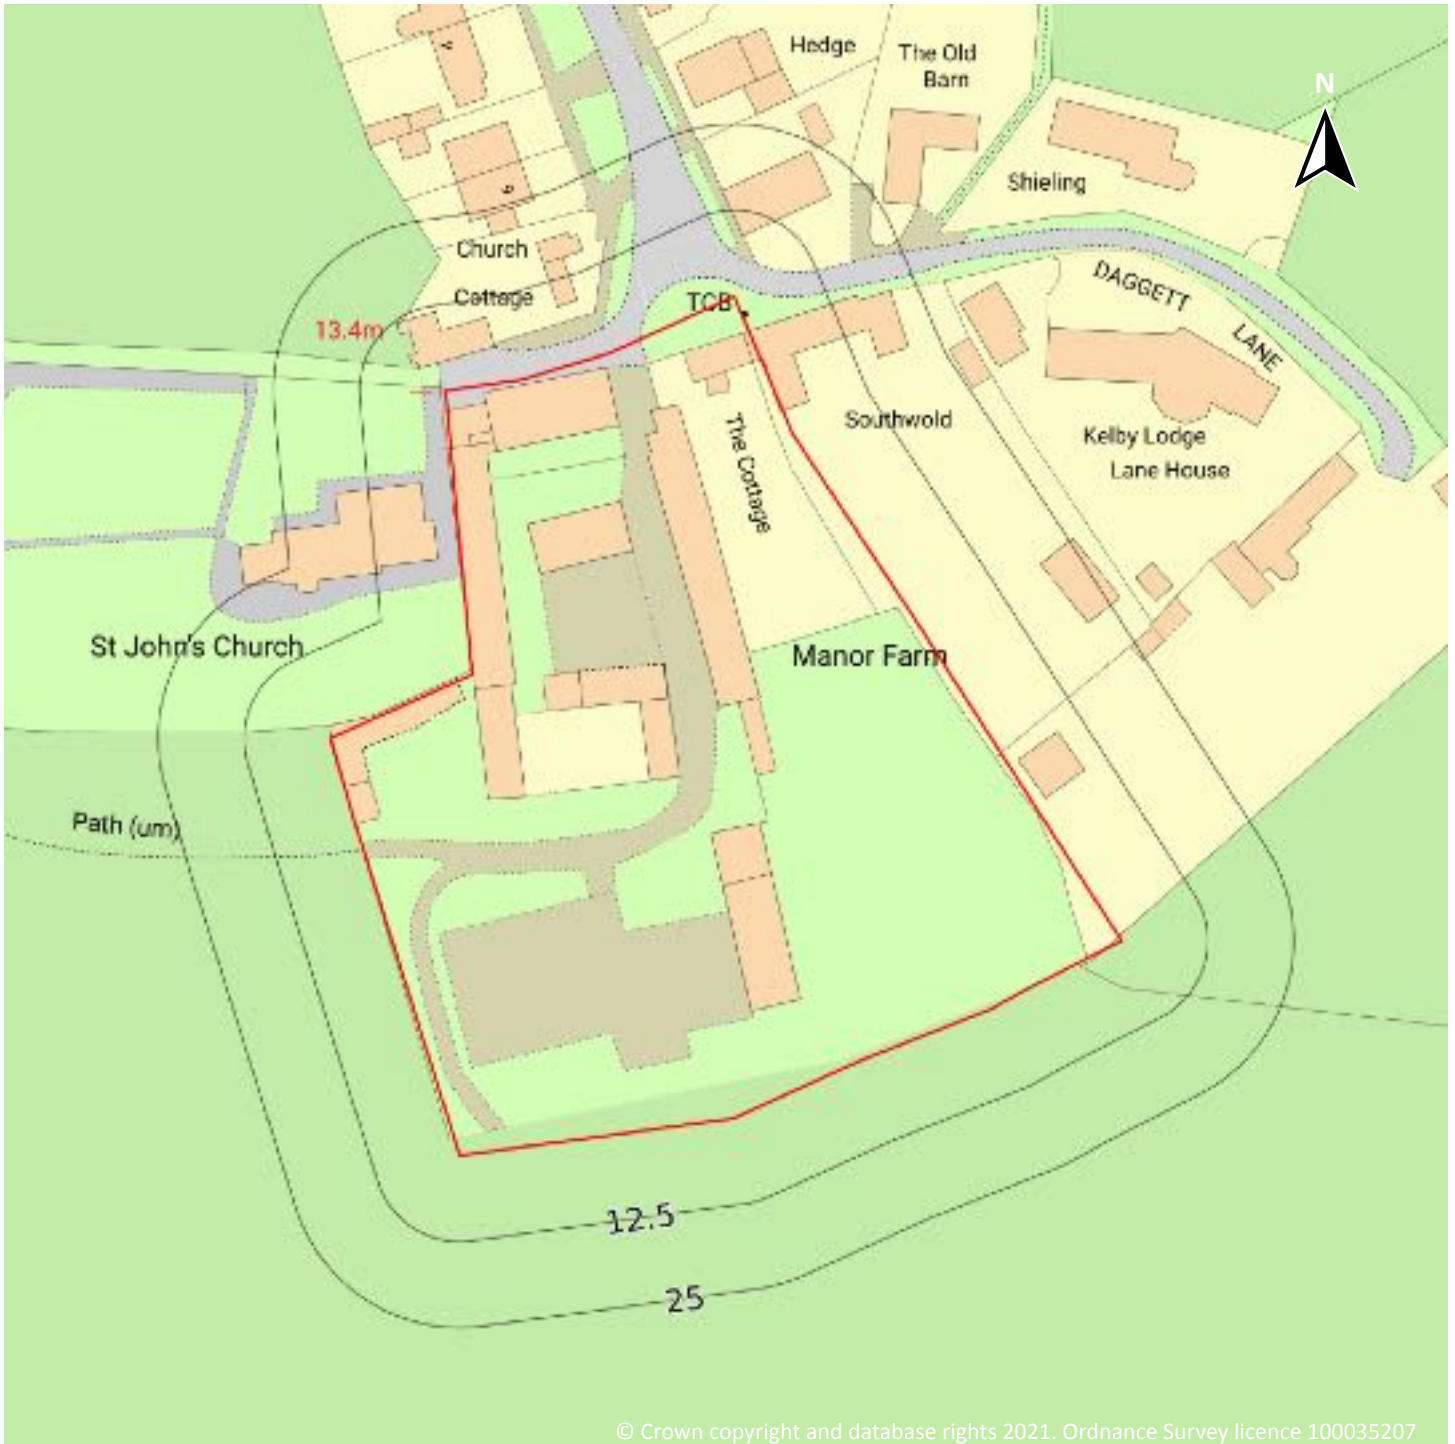 Hedge
The Old
Barn
N
Shieling
6
Church
Cottage
TCB
13.4m
DAGGETT
LANE
Southwold
Kelby Lodge
Lane House
The Cottage
St John's Church
Manor Farm
Path (um)
12.5
25
© Crown copyright and database rights 2021. Ordnance Survey licence 100035207